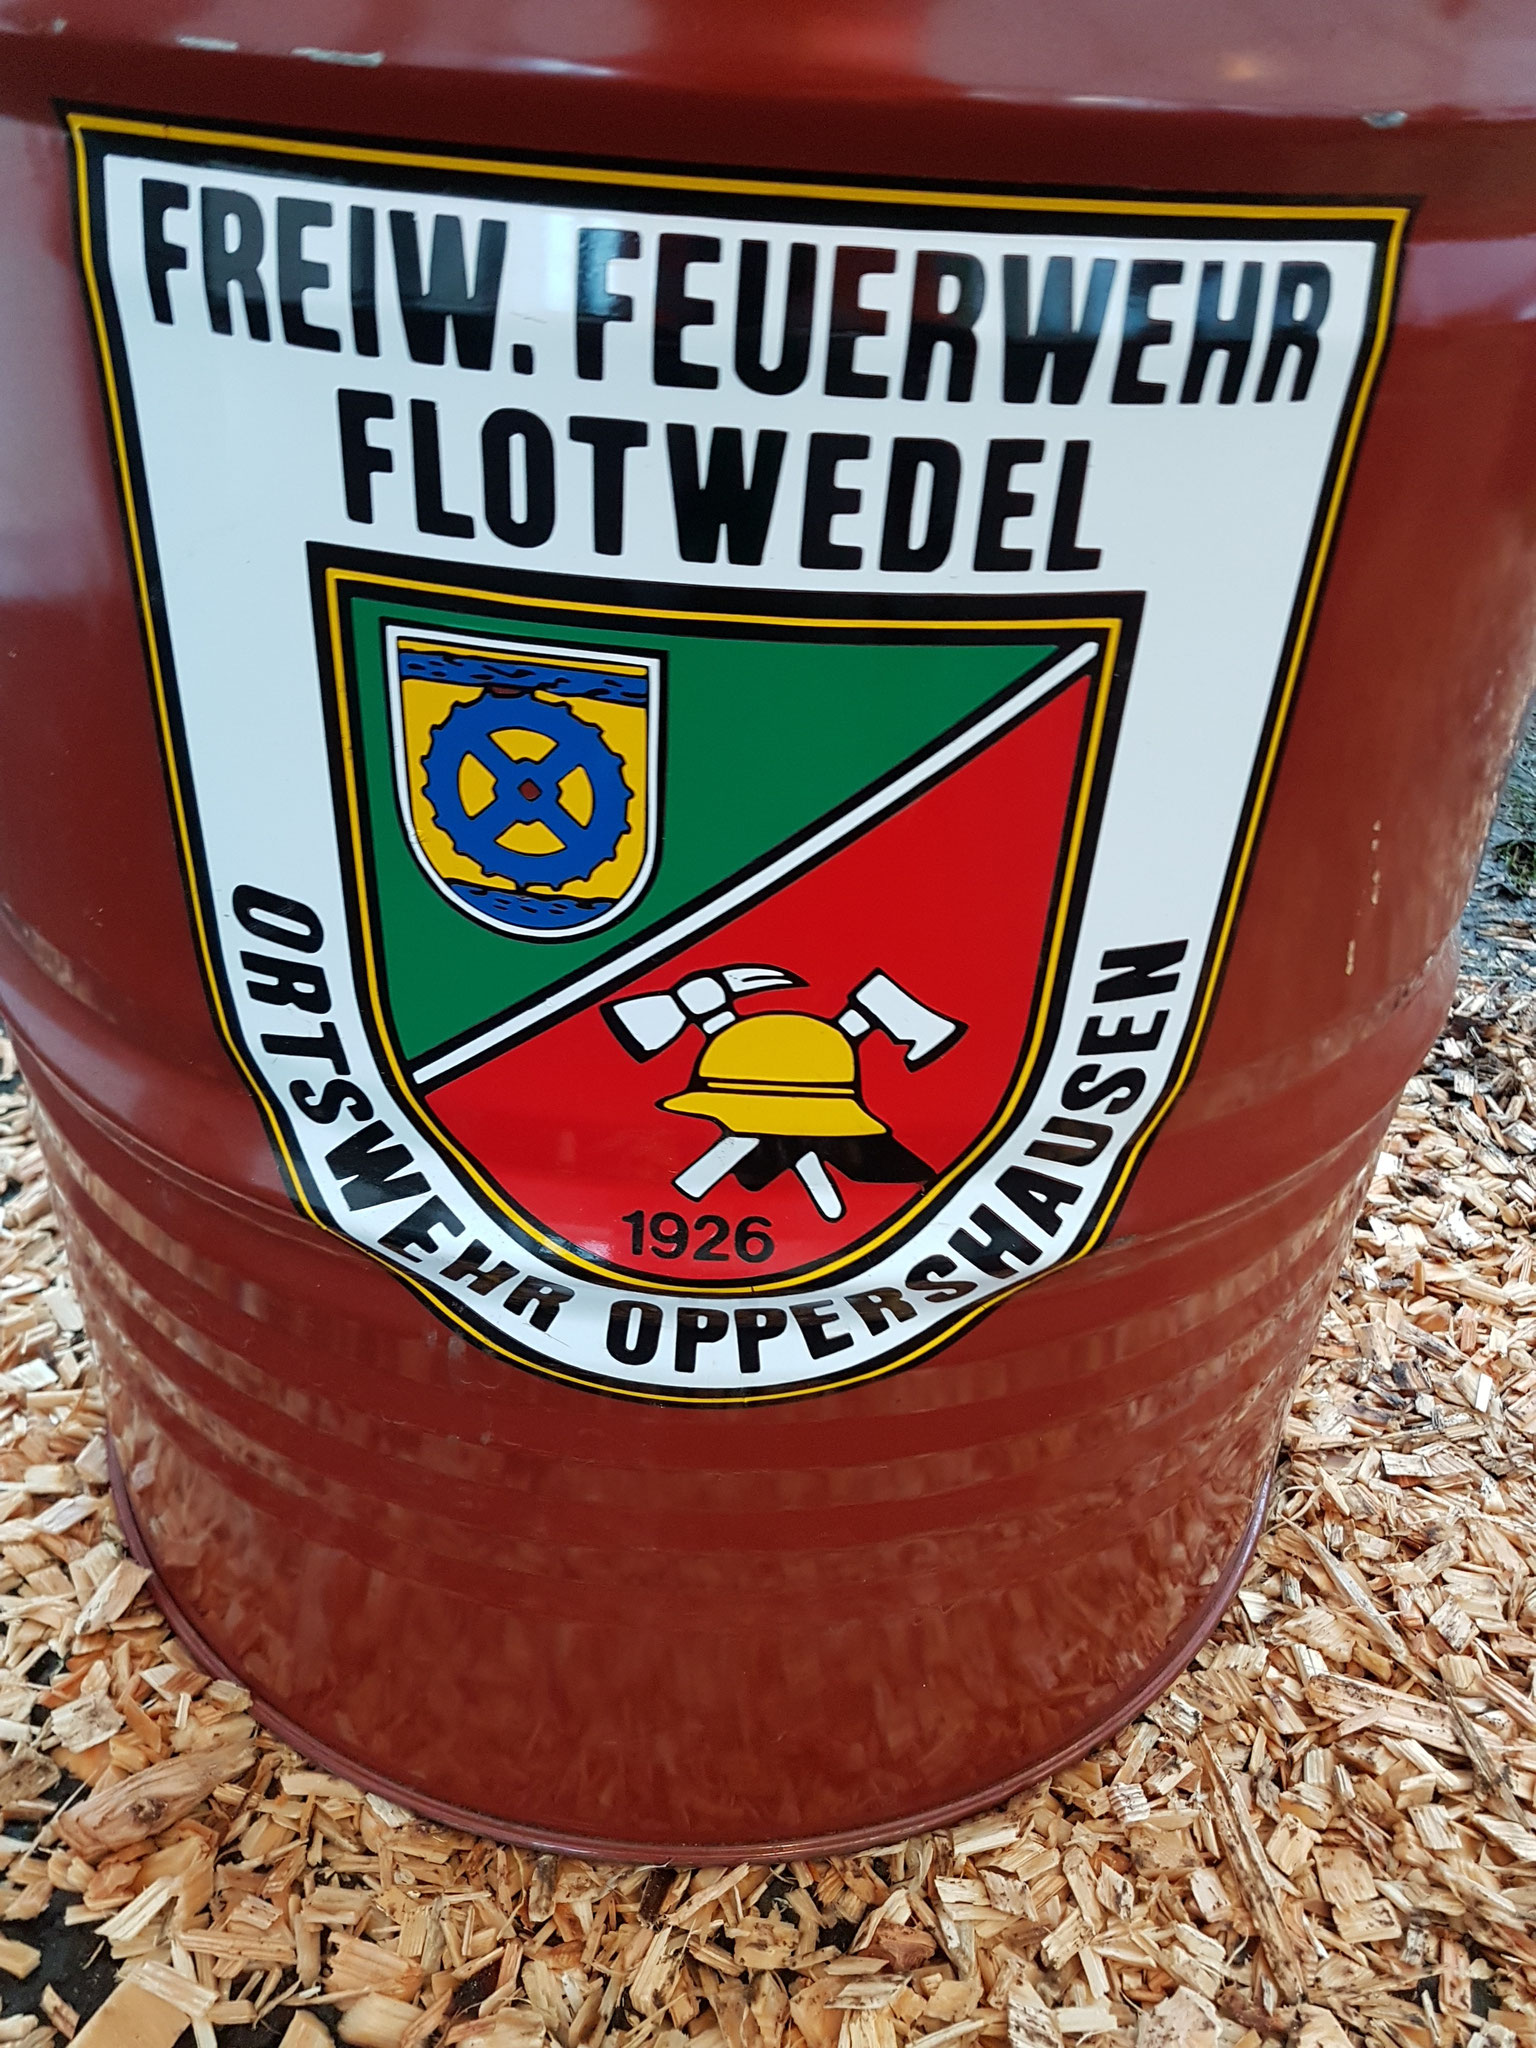 FREIW. FEUERWEHR
FLOTWEDEL
1926
ORTSWEHR OPPERSHAUSEN